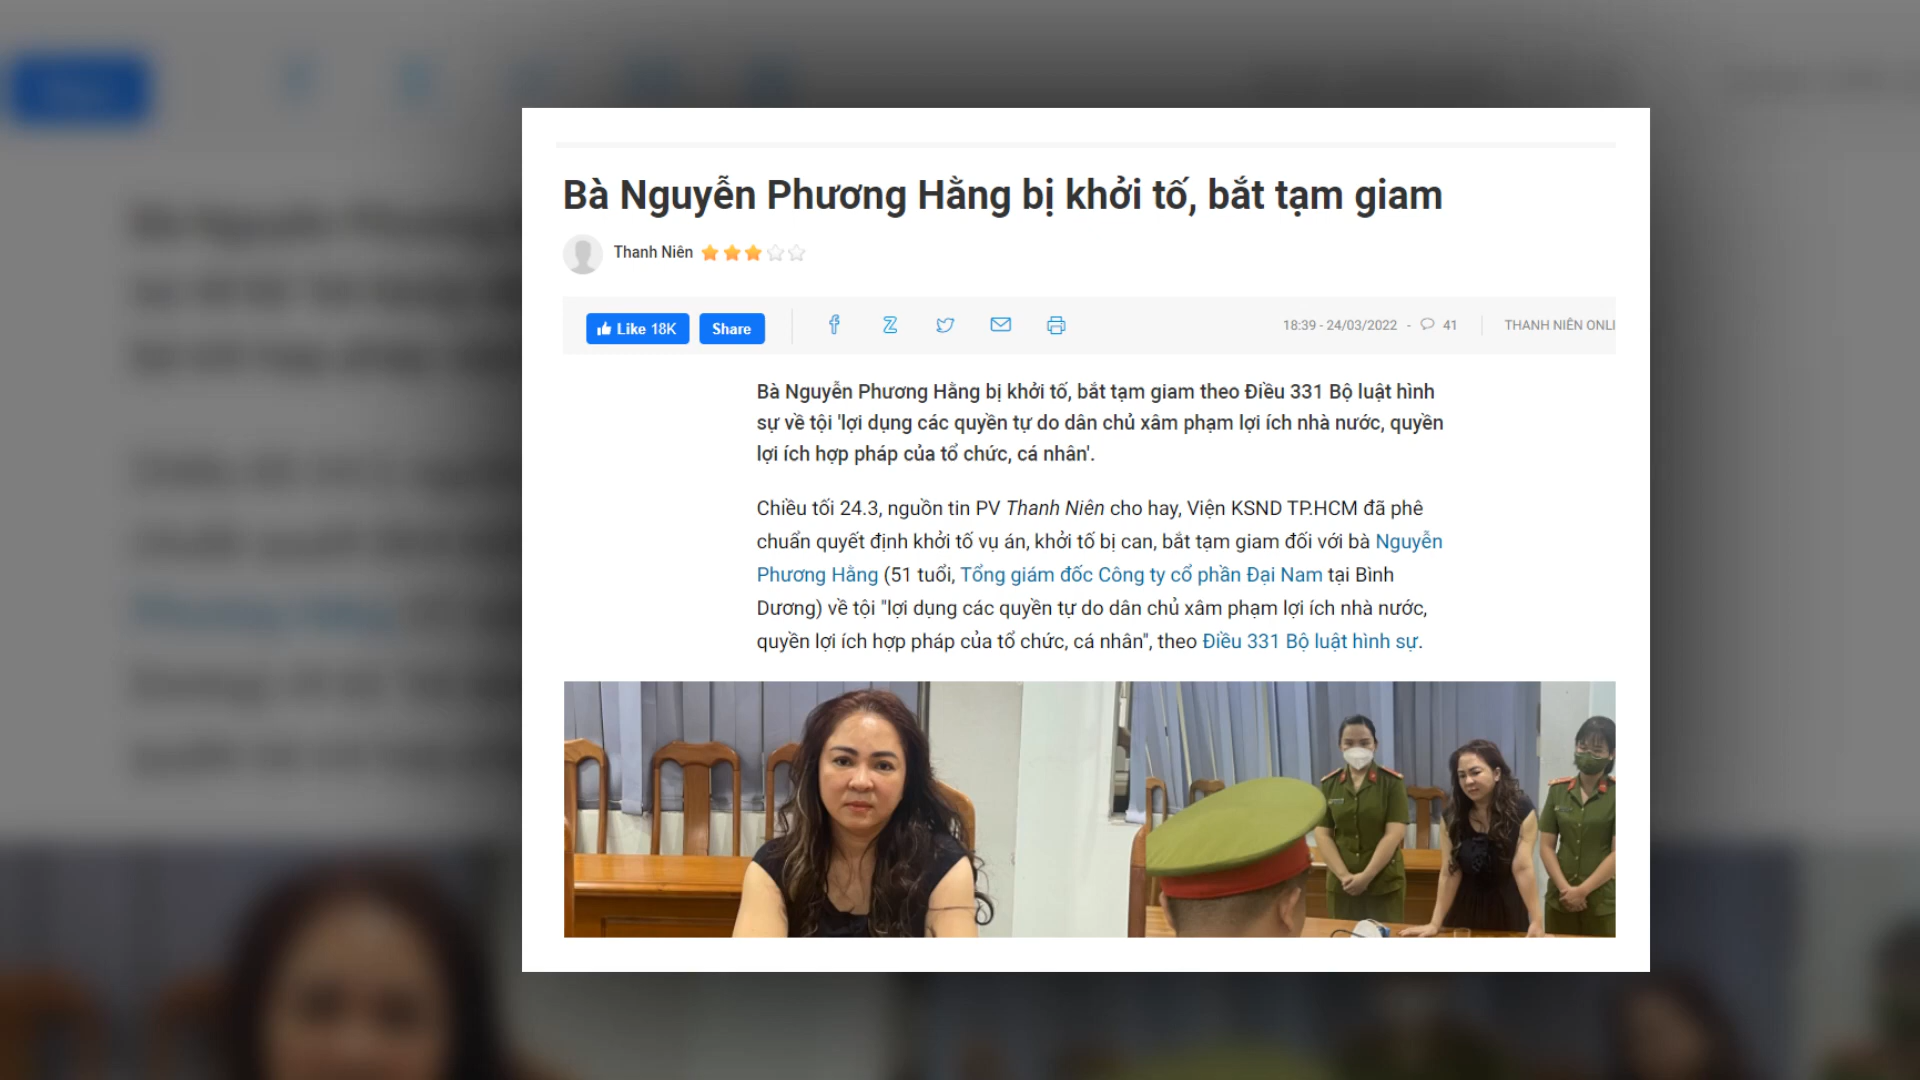 Bà Nguyễn Phương Hằng bị khởi tố, bắt tạm giam
Thanh Niên
Like 18K Share
18:39 - 24/03/2022 - 41 THANH NIÊN ONLI
Bà Nguyễn Phương Hằng bị khởi tố, bắt tạm giam theo Điều 331 Bộ luật hình
sự về tội 'lợi dụng các quyền tự do dân chủ xâm phạm lợi ích nhà nước, quyền
lợi ích hợp pháp của tổ chức, cá nhân'.
Chiều tối 24.3, nguồn tin PV Thanh Niên cho hay, Viện KSND TP.HCM đã phê
chuẩn quyết định khởi tố vụ án, khởi tố bị can, bắt tạm giam đối với bà Nguyễn
Phương Hằng (51 tuổi, Tổng giám đốc Công ty cổ phần Đại Nam tại Bình
Dương) về tội "lợi dụng các quyền tự do dân chủ xâm phạm lợi ích nhà nước,
quyền lợi ích hợp pháp của tổ chức, cá nhân", theo Điều 331 Bộ luật hình sự.